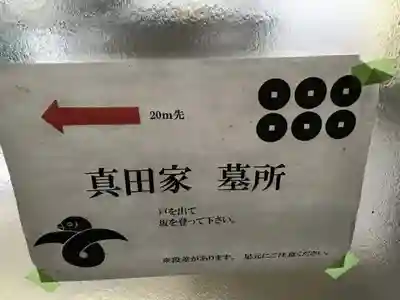 20m先
真田家 墓所
戸を出て
坂を登って下さい。
※段差があります。 足元にご注意ください。